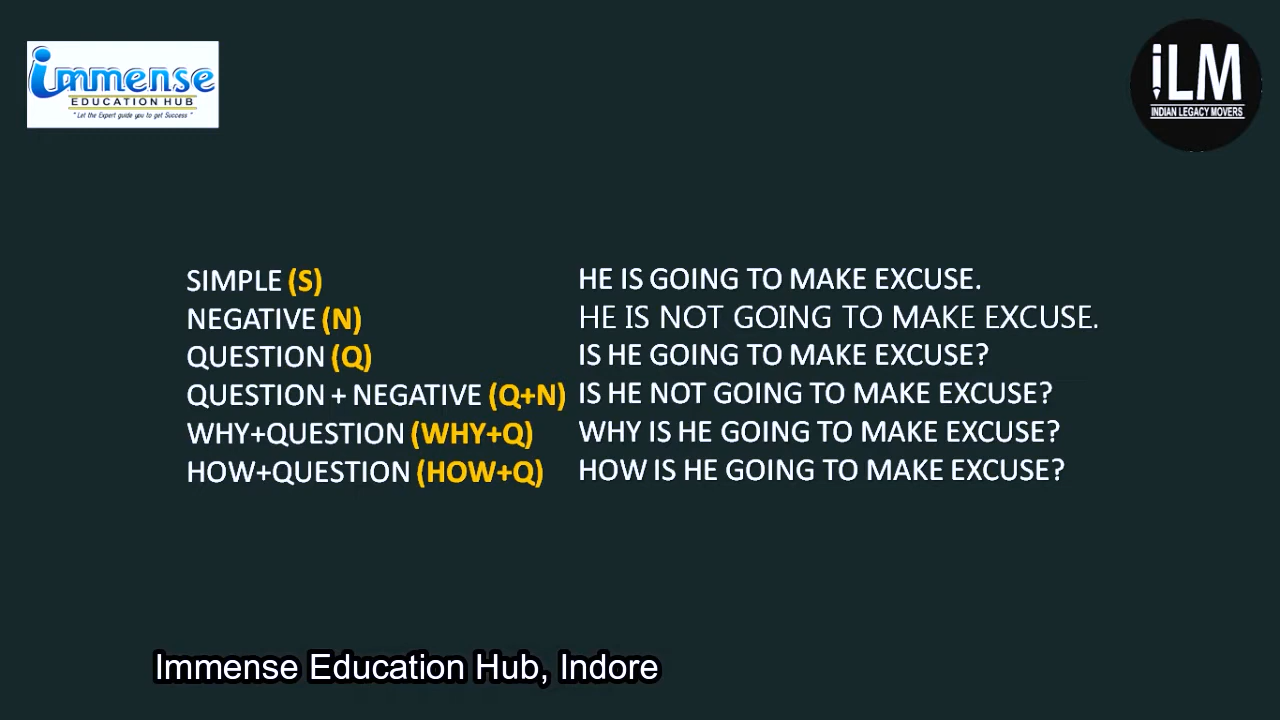 immense
EDUCATION HUB
" Let the Expert guide you to get Success "
iLM
INDIAN LEGACY MOVERS
SIMPLE (S) HE IS GOING TO MAKE EXCUSE.
NEGATIVE (N) HE IS NOT GOING TO MAKE EXCUSE.
QUESTION (Q) IS HE GOING TO MAKE EXCUSE?
QUESTION + NEGATIVE (Q+N) IS HE NOT GOING TO MAKE EXCUSE?
WHY+QUESTION (WHY+Q) WHY IS HE GOING TO MAKE EXCUSE?
HOW+QUESTION (HOW+Q) HOW IS HE GOING TO MAKE EXCUSE?
Immense Education Hub, Indore